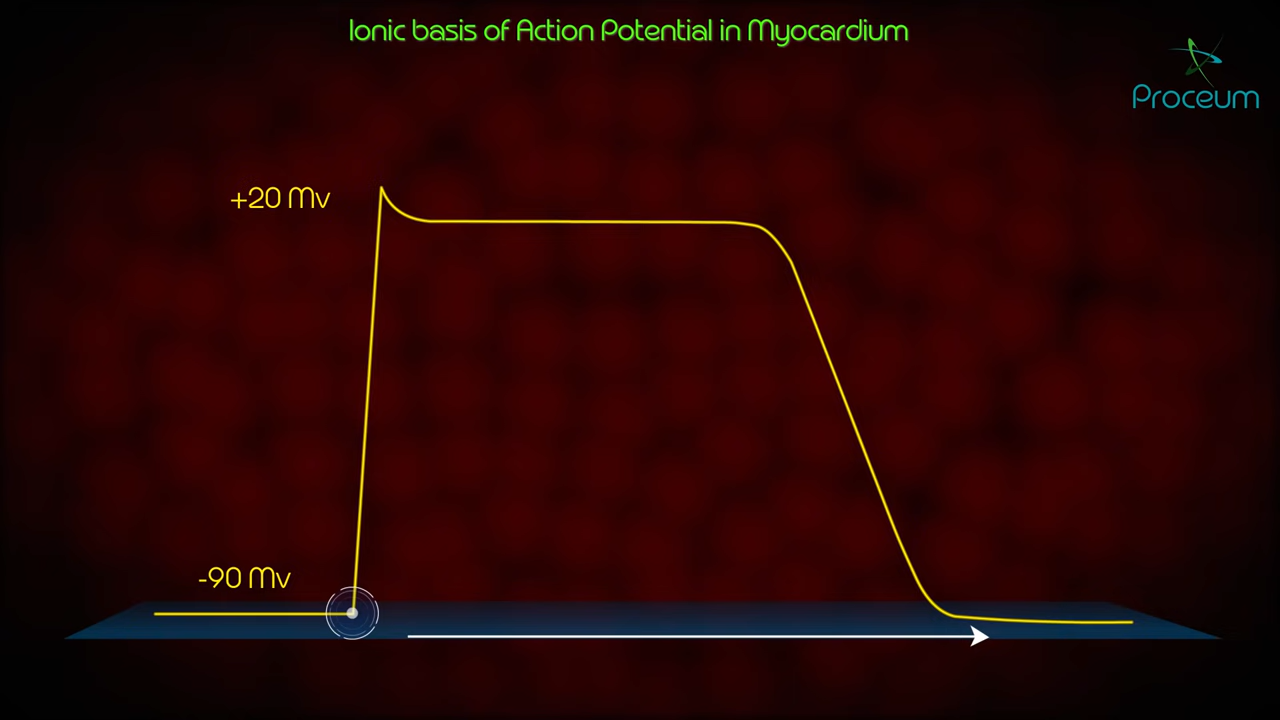 Ionic basis of Action Potential in Myocardium
Proceum
+20 Mv
-90 Mv